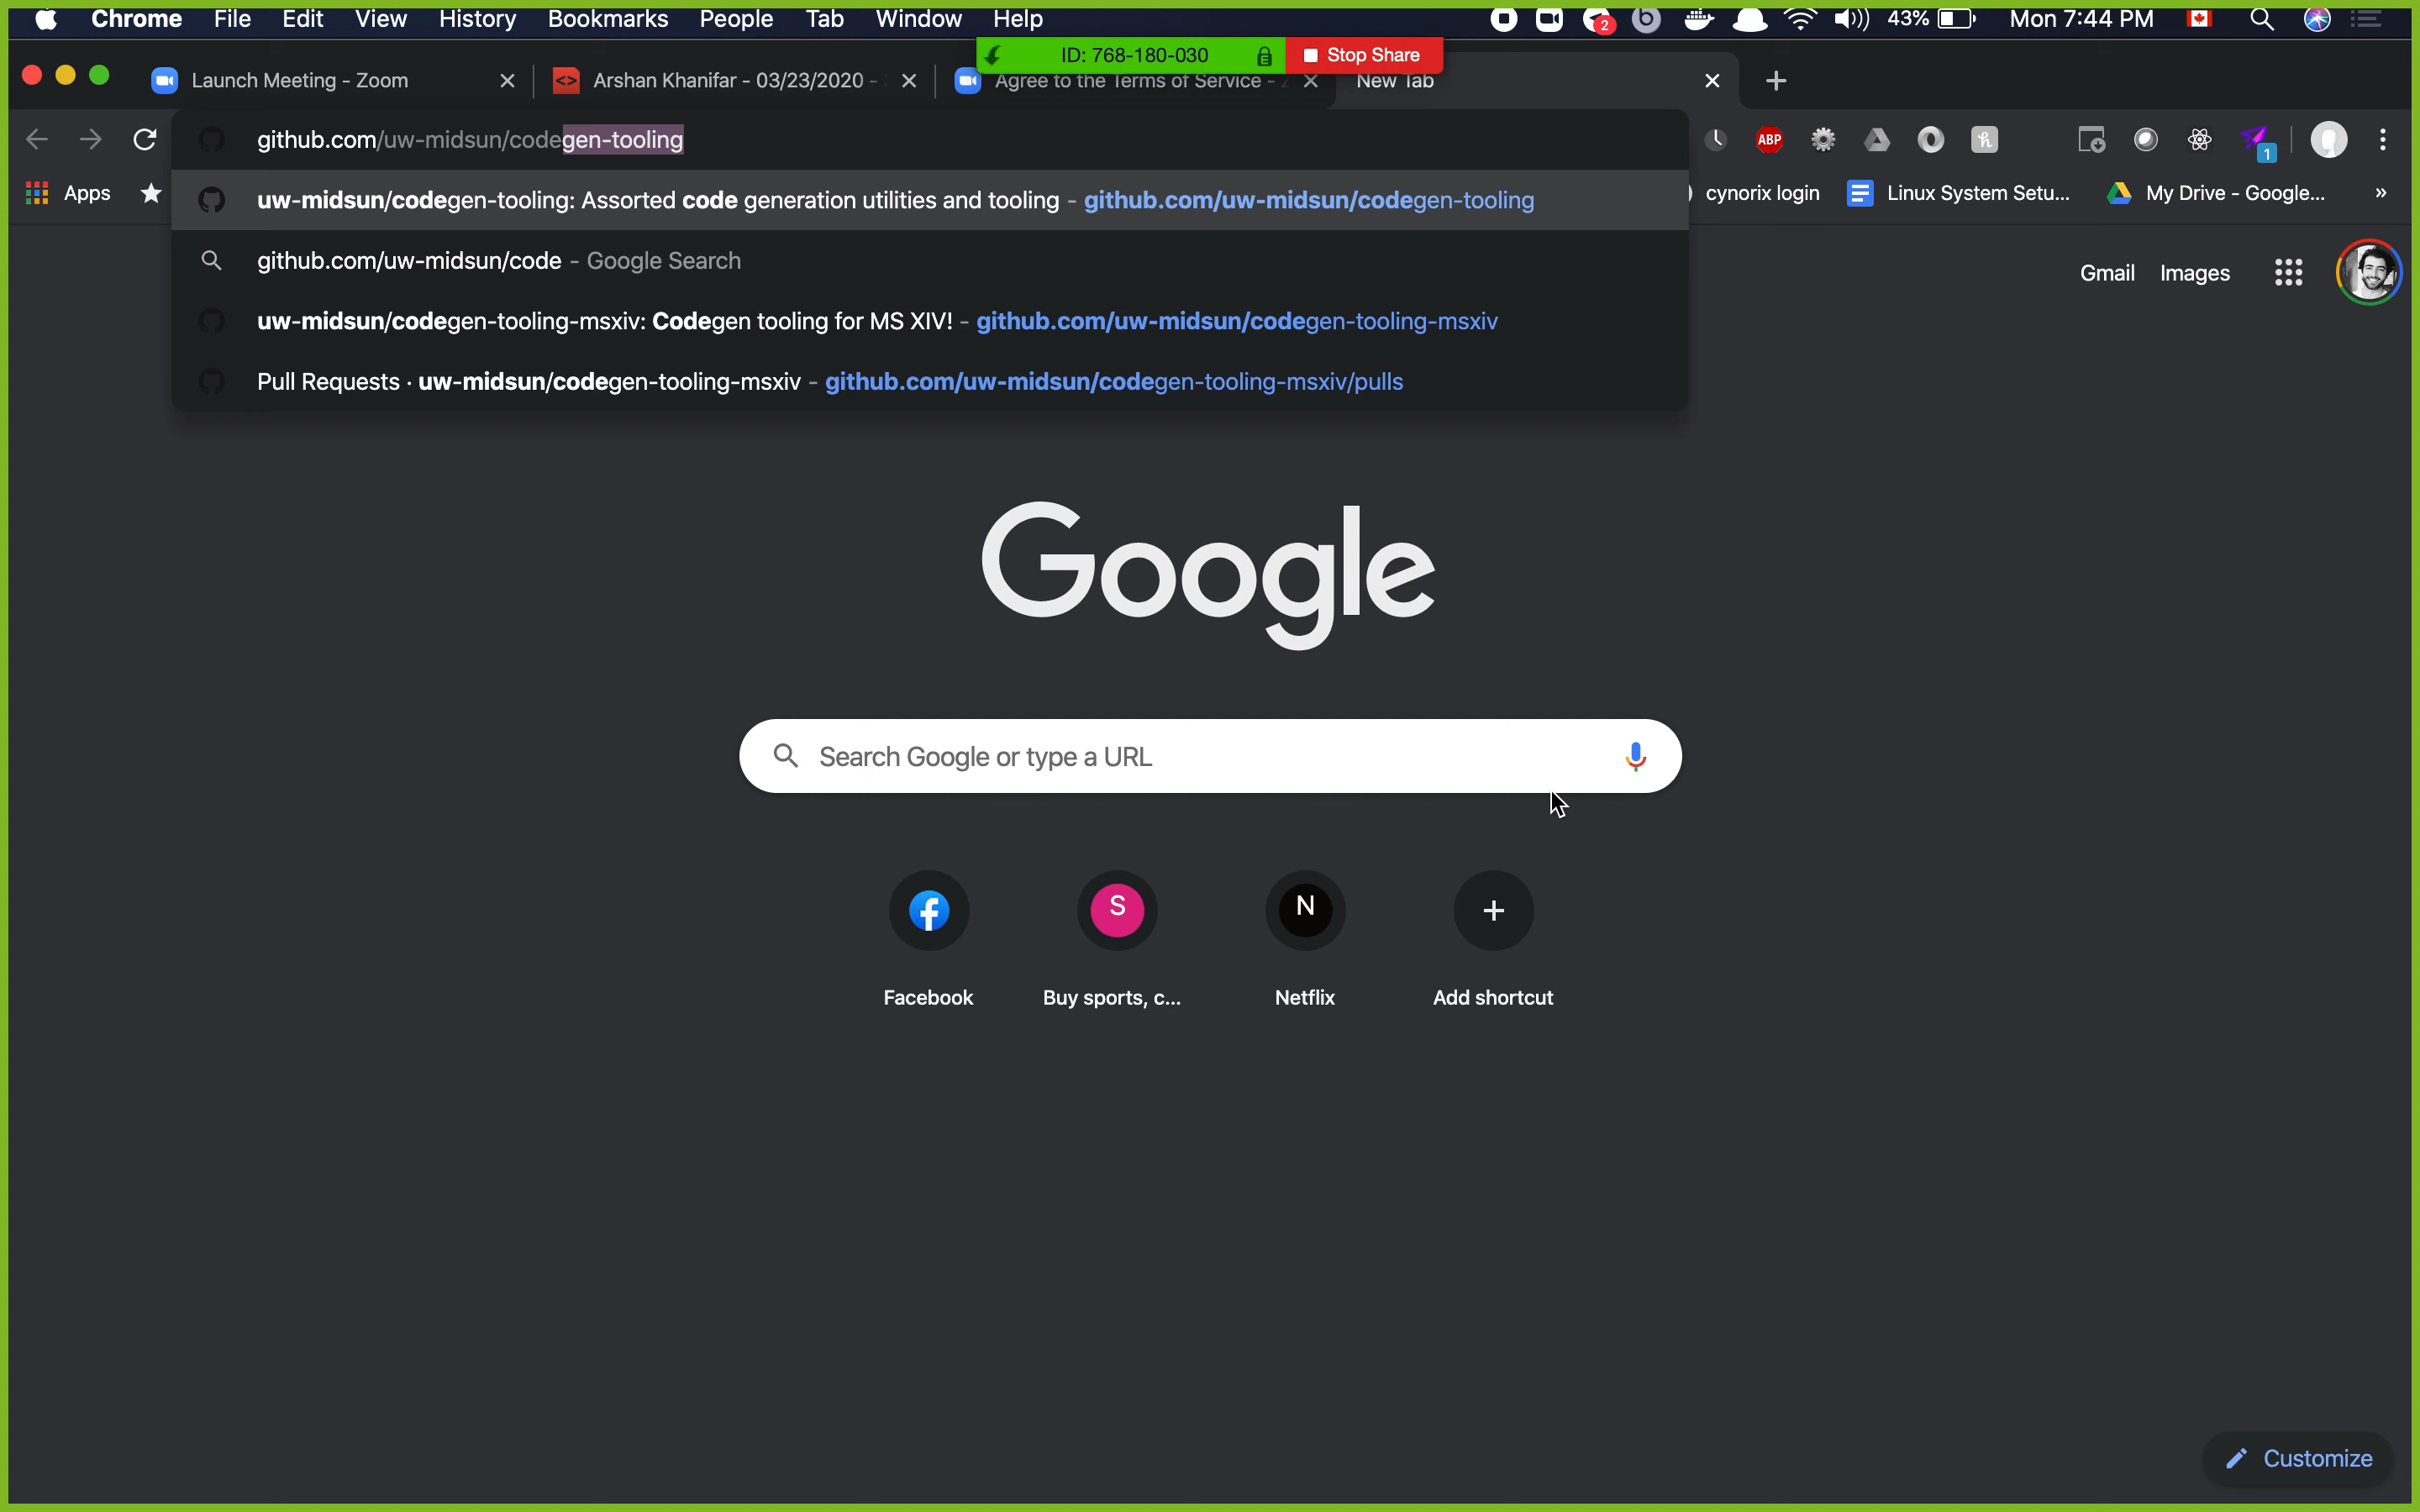 Chrome File Edit View History Bookmarks People Tab Window Help 2 43% Mon 7:44 PM
ID: 768-180-030 Stop Share
Launch Meeting - Zoom Arshan Khanifar - 03/23/2020 - Agree to the Terms of Service - New Tab
github.com/uw-midsun/codegen-tooling ABP h 1
Apps cynorix login Linux System Setu... My Drive - Google... »
uw-midsun/codegen-tooling: Assorted code generation utilities and tooling - github.com/uw-midsun/codegen-tooling
github.com/uw-midsun/code - Google Search
Gmail Images
uw-midsun/codegen-tooling-msxiv: Codegen tooling for MS XIV! - github.com/uw-midsun/codegen-tooling-msxiv
Pull Requests · uw-midsun/codegen-tooling-msxiv - github.com/uw-midsun/codegen-tooling-msxiv/pulls
Google
Search Google or type a URL
S N
Facebook Buy sports, c... Netflix Add shortcut
Customize